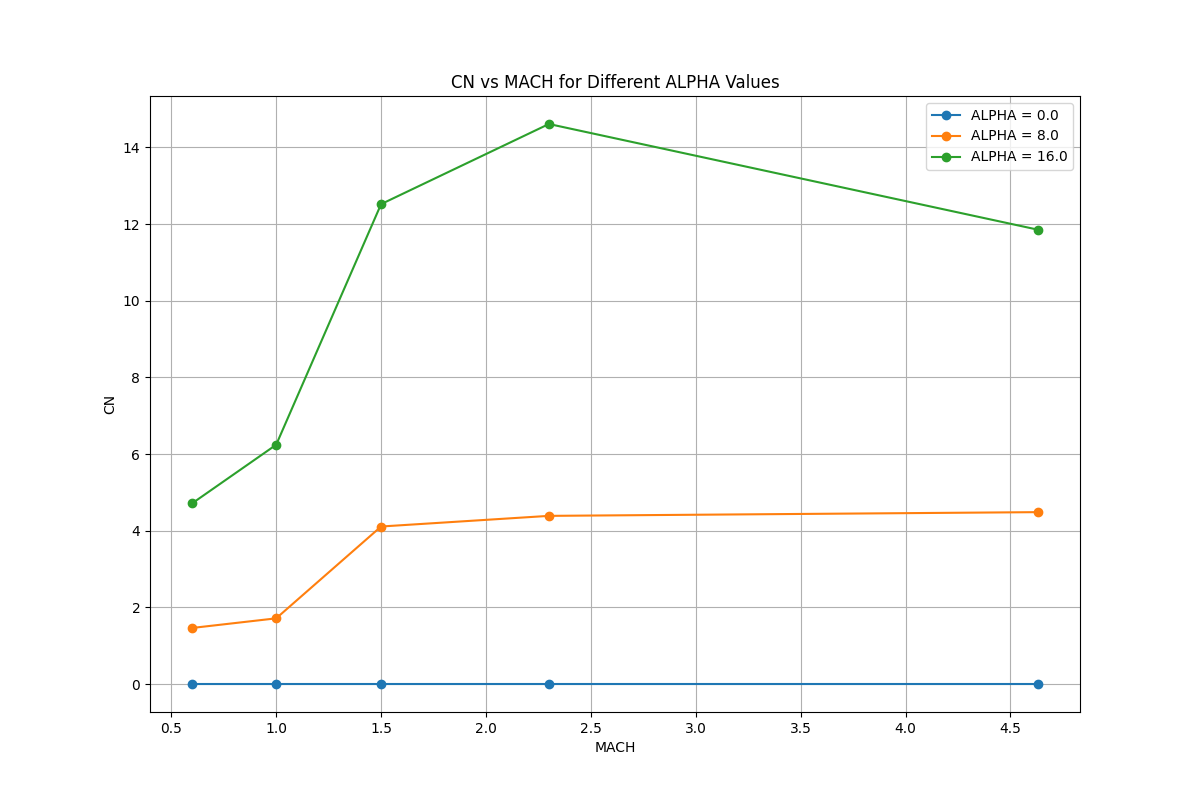 CN vs MACH for Different ALPHA Values
ALPHA = 0.0
ALPHA = 8.0
ALPHA = 16.0
14
12
10
8
6
4
2
0
CN
0.5 1.0 1.5 2.0 2.5 3.0 3.5 4.0 4.5
MACH